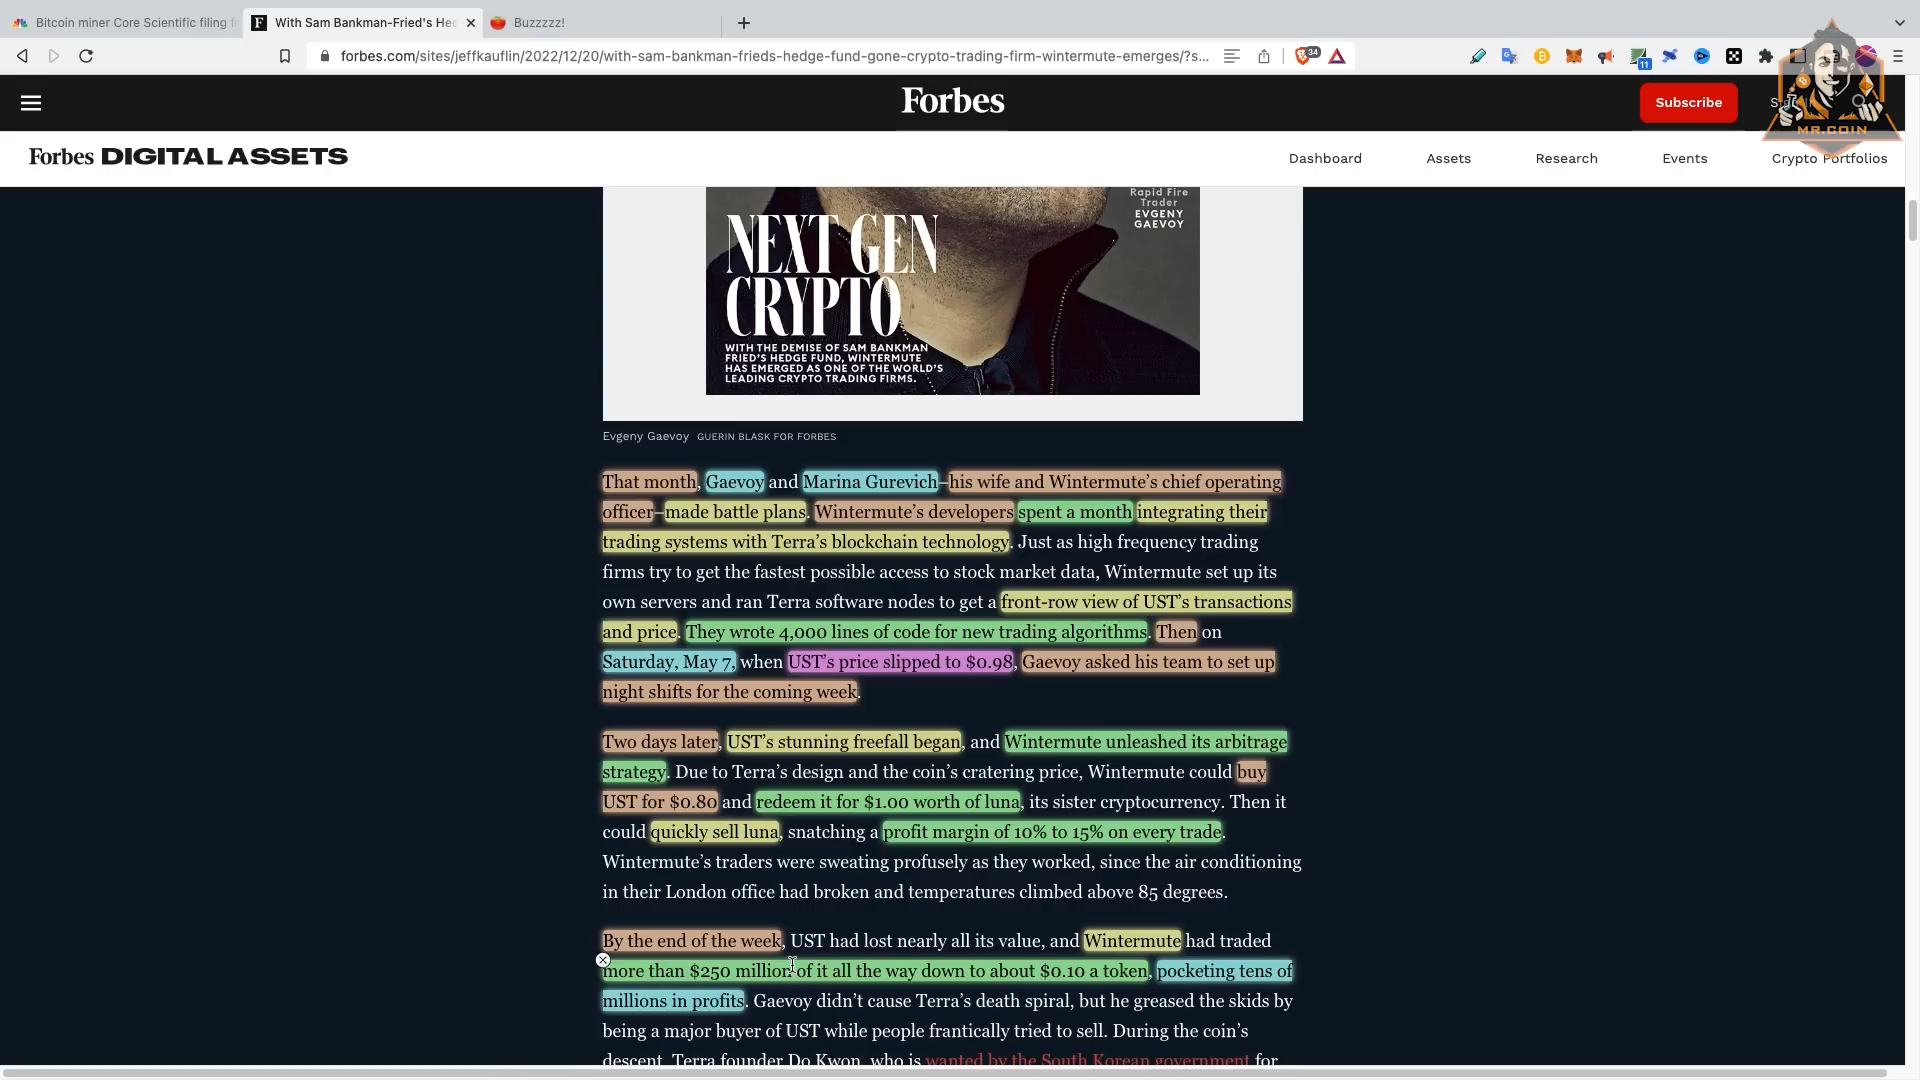 Bitcoin miner Core Scientific filing f
With Sam Bankman-Fried's Hed
Buzzzzz!
forbes.com/sites/jeffkauflin/2022/12/20/with-sam-bankman-frieds-hedge-fund-gone-crypto-trading-firm-wintermute-emerges/?s...
34
11
Forbes
Subscribe
MR.COIN
Forbes DIGITAL ASSETS
Dashboard
Assets
Research
Events
Crypto Portfolios
Rapid Fire
Trader
EVGENY
GAEVOY
NEXT GEN
CRYPTO
WITH THE DEMISE OF SAM BANKMAN
FRIED'S HEDGE FUND, WINTERMUTE
HAS EMERGED AS ONE OF THE WORLD'S
LEADING CRYPTO TRADING FIRMS.
Evgeny Gaevoy GUERIN BLASK FOR FORBES
That month, Gaevoy and Marina Gurevich–his wife and Wintermute’s chief operating
officer–made battle plans. Wintermute’s developers spent a month integrating their
trading systems with Terra’s blockchain technology. Just as high frequency trading
firms try to get the fastest possible access to stock market data, Wintermute set up its
own servers and ran Terra software nodes to get a front-row view of UST’s transactions
and price. They wrote 4,000 lines of code for new trading algorithms. Then on
Saturday, May 7, when UST’s price slipped to $0.98, Gaevoy asked his team to set up
night shifts for the coming week.
Two days later, UST’s stunning freefall began, and Wintermute unleashed its arbitrage
strategy. Due to Terra’s design and the coin’s cratering price, Wintermute could buy
UST for $0.80 and redeem it for $1.00 worth of luna, its sister cryptocurrency. Then it
could quickly sell luna, snatching a profit margin of 10% to 15% on every trade.
Wintermute’s traders were sweating profusely as they worked, since the air conditioning
in their London office had broken and temperatures climbed above 85 degrees.
By the end of the week, UST had lost nearly all its value, and Wintermute had traded
more than $250 million of it all the way down to about $0.10 a token, pocketing tens of
millions in profits. Gaevoy didn’t cause Terra’s death spiral, but he greased the skids by
being a major buyer of UST while people frantically tried to sell. During the coin’s
descent, Terra founder Do Kwon, who is wanted by the South Korean government for